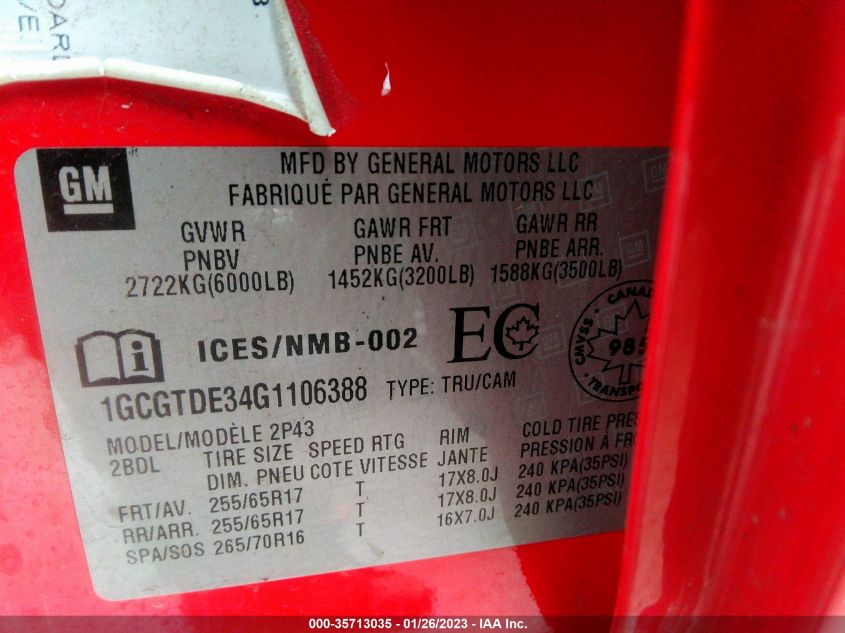 GM
MFD BY GENERAL MOTORS LLC
FABRIQUÉ PAR GENERAL MOTORS LLC
GVWR GAWR FRT GAWR RR
PNBV PNBE AV. PNBE ARR.
2722KG(6000LB) 1452KG(3200LB) 1588KG(3500LB)
i ICES/NMB-002 EC CANAD CMVSS 985 TRANSPO
1GCGTDE34G1106388 TYPE: TRU/CAM
MODEL/MODÈLE 2P43
2BDL TIRE SIZE SPEED RTG RIM COLD TIRE PRES
DIM. PNEU COTE VITESSE JANTE PRESSION À FRO
FRT/AV. 255/65R17 T 17X8.0J 240 KPA(35PSI)
RR/ARR. 255/65R17 T 17X8.0J 240 KPA(35PSI)
SPA/SOS 265/70R16 T 16X7.0J 240 KPA(35PSI)
000-35713035 - 01/26/2023 - IAA Inc.